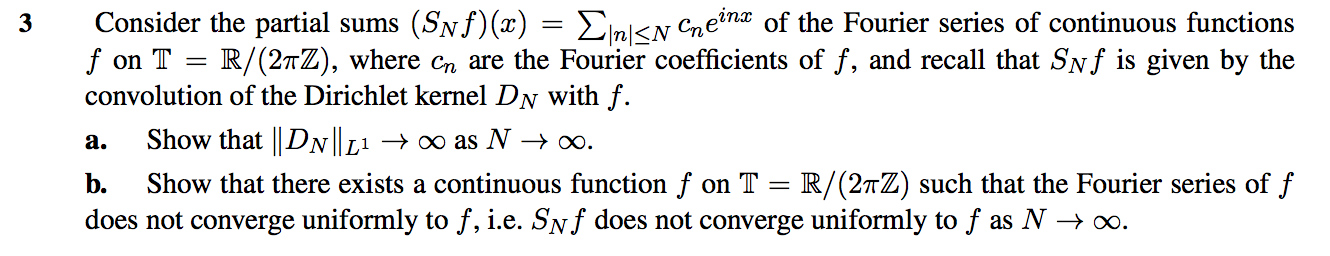 3 Consider the partial sums $(S_N f)(x) = \sum_{|n| \leq N} c_n e^{inx}$ of the Fourier series of continuous functions
$f$ on $\mathbb{T} = \mathbb{R}/(2\pi\mathbb{Z})$, where $c_n$ are the Fourier coefficients of $f$, and recall that $S_N f$ is given by the
convolution of the Dirichlet kernel $D_N$ with $f$.
a. Show that $\|D_N\|_{L^1} \to \infty$ as $N \to \infty$.
b. Show that there exists a continuous function $f$ on $\mathbb{T} = \mathbb{R}/(2\pi\mathbb{Z})$ such that the Fourier series of $f$
does not converge uniformly to $f$, i.e. $S_N f$ does not converge uniformly to $f$ as $N \to \infty$.